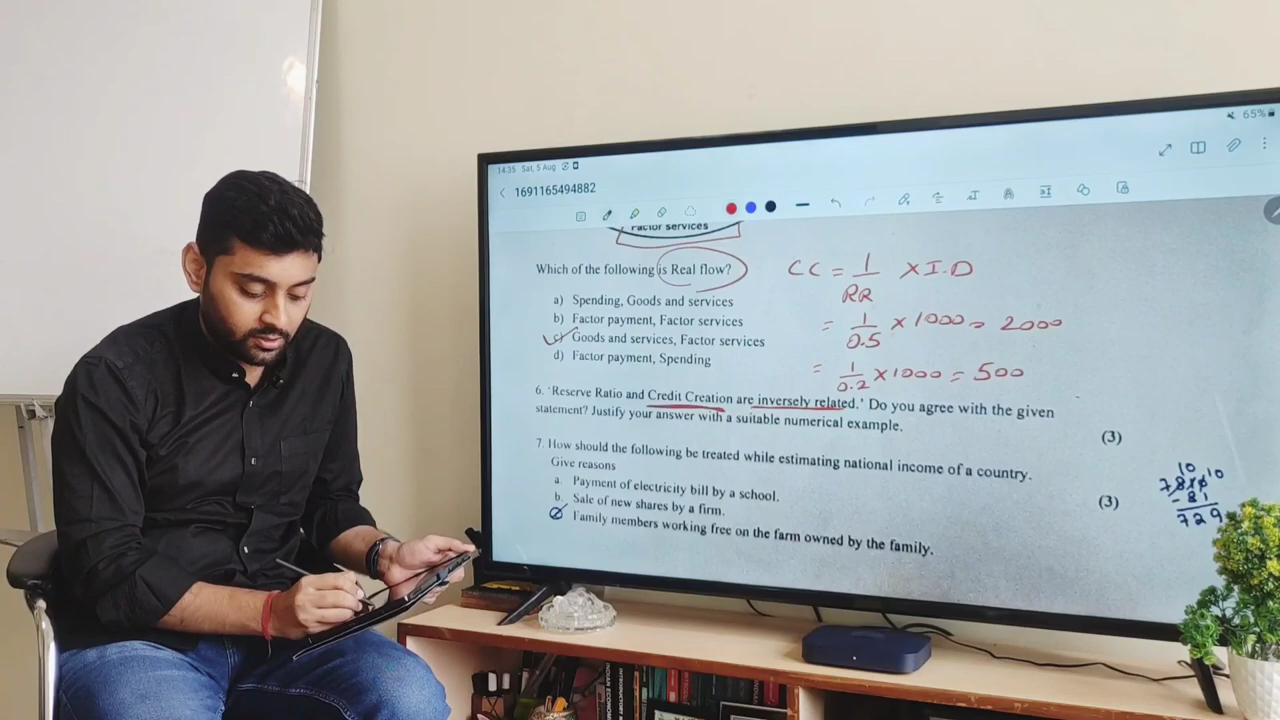 14:35 Sat, 5 Aug
65%
1691165494882
Factor services
Which of the following is Real flow?
a) Spending, Goods and services
b) Factor payment, Factor services
c) Goods and services, Factor services
d) Factor payment, Spending
CC = 1/RR × I.D
= 1/0.5 × 1000 = 2000
= 1/0.2 × 1000 = 500
6. 'Reserve Ratio and Credit Creation are inversely related.' Do you agree with the given
statement? Justify your answer with a suitable numerical example.
(3)
7. How should the following be treated while estimating national income of a country.
Give reasons
(3)
a. Payment of electricity bill by a school.
b. Sale of new shares by a firm.
Family members working free on the farm owned by the family.
10
10
- 81
729